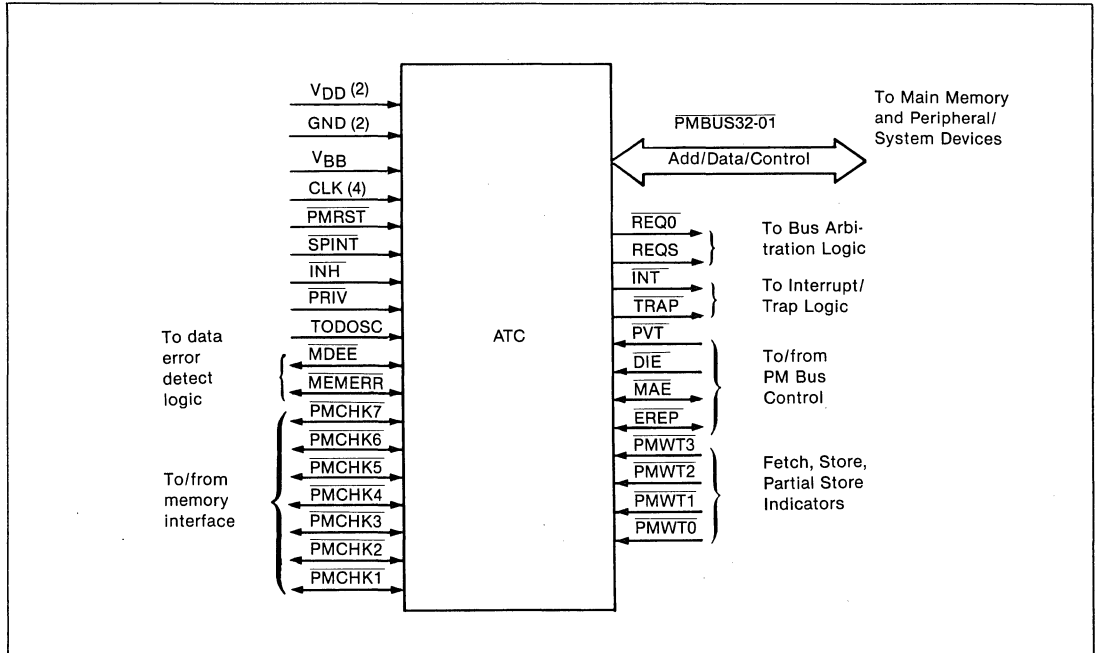 VDD (2)
GND (2)
VBB
CLK (4)
PMRST
SPINT
INH
PRIV
TODOSC
MDEE
MEMERR
PMCHK7
PMCHK6
PMCHK5
PMCHK4
PMCHK3
PMCHK2
PMCHK1
To data
error
detect
logic
To/from
memory
interface
ATC
PMBUS32-01
Add/Data/Control
To Main Memory
and Peripheral/
System Devices
REQ0
REQS
To Bus Arbi-
tration Logic
INT
TRAP
To Interrupt/
Trap Logic
PVT
DIE
MAE
EREP
To/from
PM Bus
Control
PMWT3
PMWT2
PMWT1
PMWT0
Fetch, Store,
Partial Store
Indicators